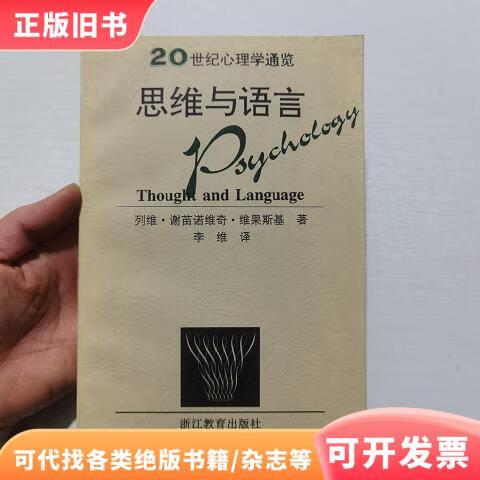 正版旧书
20世纪心理学通览
思维与语言
Psychology
Thought and Language
列维·谢苗诺维奇·维果斯基 著
李维 译
浙江教育出版社
可代找各类绝版书籍/杂志等
可开发票